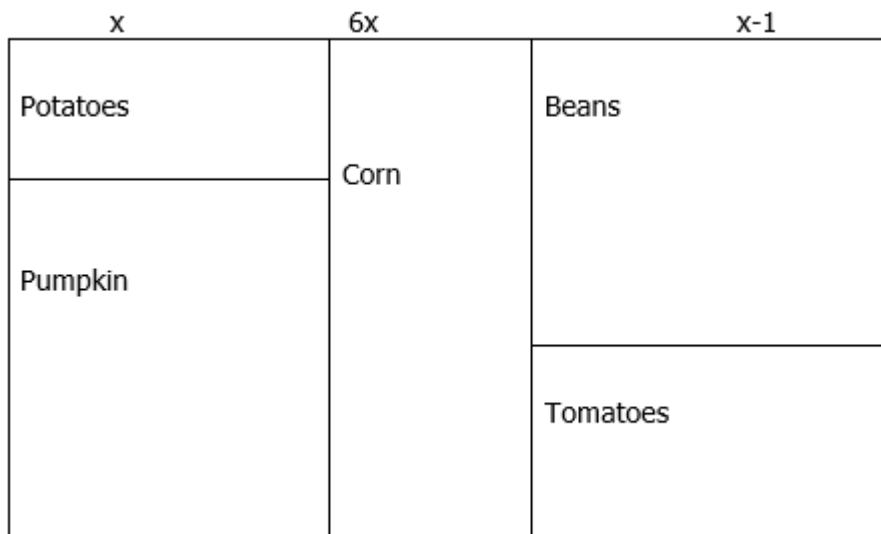 x 6x x-1
Potatoes
Beans
Corn
Pumpkin
Tomatoes